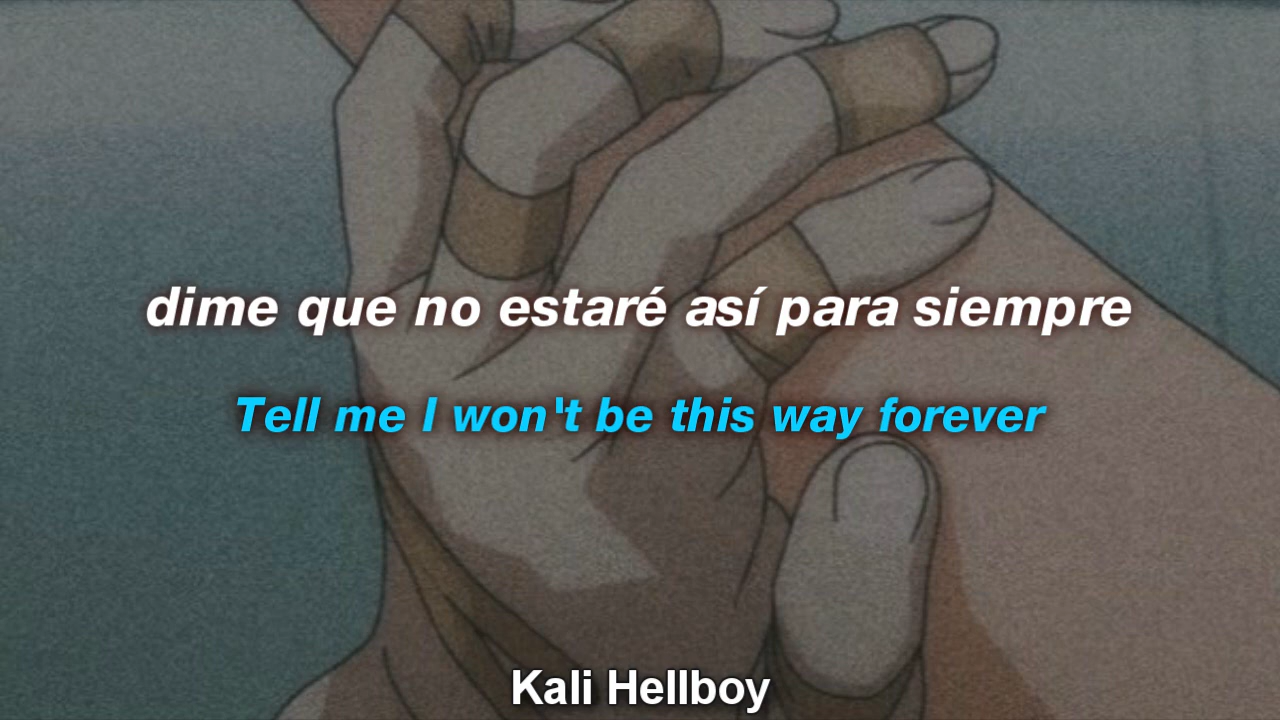 dime que no estaré así para siempre
Tell me I won't be this way forever
Kali Hellboy